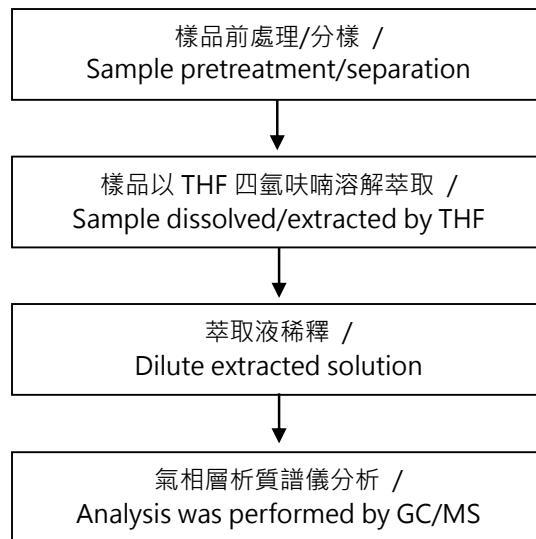 樣品前處理/分樣 /
Sample pretreatment/separation
樣品以 THF 四氫呋喃溶解萃取 /
Sample dissolved/extracted by THF
萃取液稀釋 /
Dilute extracted solution
氣相層析質譜儀分析 /
Analysis was performed by GC/MS